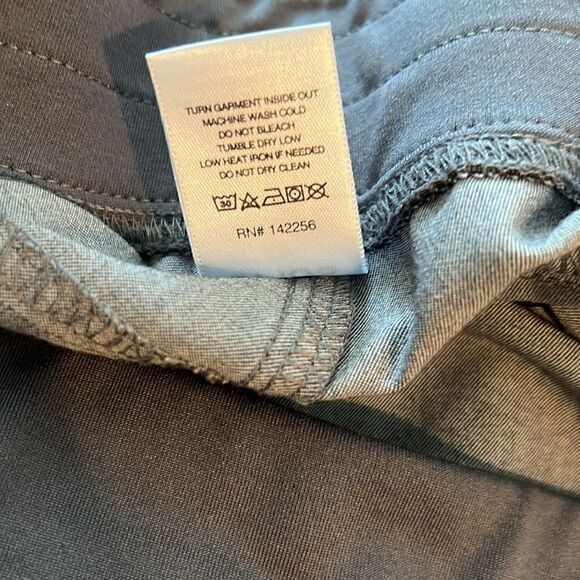 TURN GARMENT INSIDE OUT
MACHINE WASH COLD
DO NOT BLEACH
TUMBLE DRY LOW
LOW HEAT IRON IF NEEDED
DO NOT DRY CLEAN
30
RN# 142256